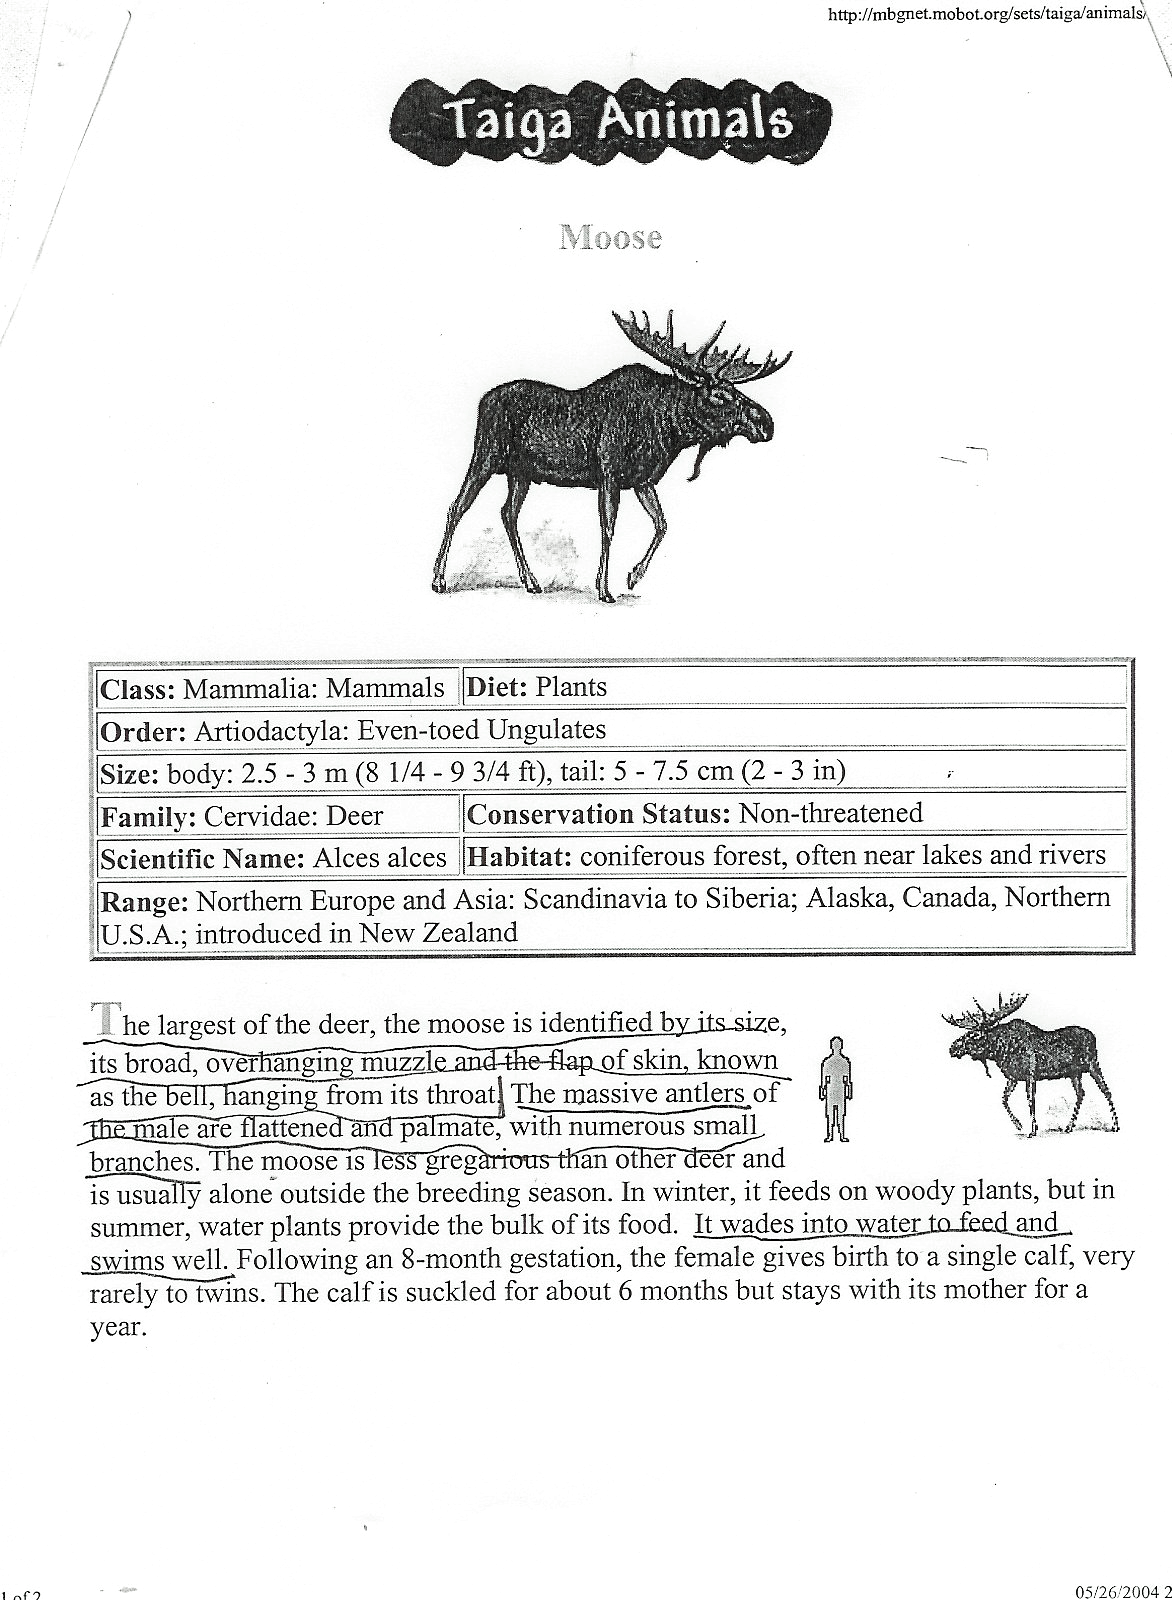 http://mbgnet.mobot.org/sets/taiga/animals/
Taiga Animals
Moose
Class: Mammalia: Mammals Diet: Plants
Order: Artiodactyla: Even-toed Ungulates
Size: body: 2.5 - 3 m (8 1/4 - 9 3/4 ft), tail: 5 - 7.5 cm (2 - 3 in)
Family: Cervidae: Deer Conservation Status: Non-threatened
Scientific Name: Alces alces Habitat: coniferous forest, often near lakes and rivers
Range: Northern Europe and Asia: Scandinavia to Siberia; Alaska, Canada, Northern
U.S.A.; introduced in New Zealand
The largest of the deer, the moose is identified by its size,
its broad, overhanging muzzle and the flap of skin, known
as the bell, hanging from its throat. The massive antlers of
the male are flattened and palmate, with numerous small
branches. The moose is less gregarious than other deer and
is usually alone outside the breeding season. In winter, it feeds on woody plants, but in
summer, water plants provide the bulk of its food. It wades into water to feed and
swims well. Following an 8-month gestation, the female gives birth to a single calf, very
rarely to twins. The calf is suckled for about 6 months but stays with its mother for a
year.
1 of 2
05/26/2004 2